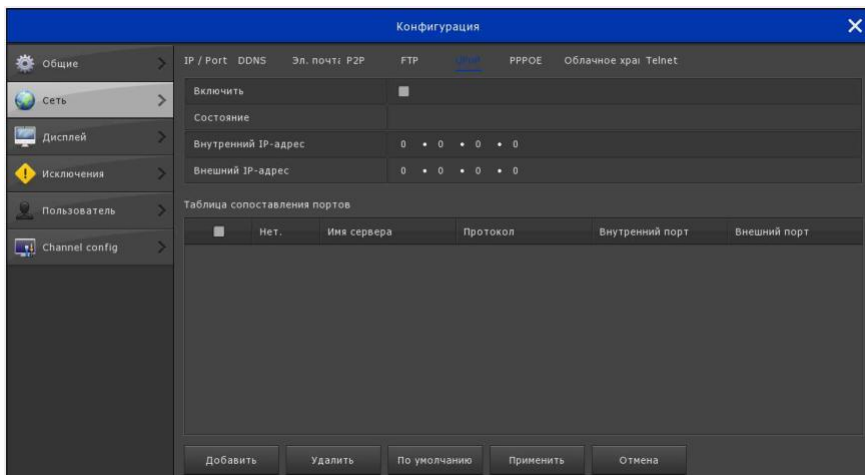 Конфигурация
Общие
Сеть
Дисплей
Исключения
Пользователь
Channel config
IP / Port DDNS Эл. почта P2P FTP UPnP PPPOE Облачное хран Telnet
Включить
Состояние
Внутренний IP-адрес 0 • 0 • 0 • 0
Внешний IP-адрес 0 • 0 • 0 • 0
Таблица сопоставления портов
Нет. Имя сервера Протокол Внутренний порт Внешний порт
Добавить Удалить По умолчанию Применить Отмена